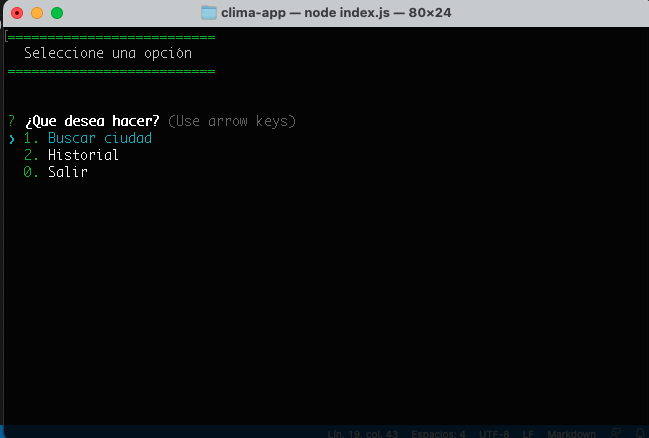 clima-app — node index.js — 80×24
===========================
Seleccione una opción
===========================
? ¿Que desea hacer? (Use arrow keys)
❯ 1. Buscar ciudad
2. Historial
0. Salir
Lín. 19, col. 43 Espacios: 4 UTF-8 LF Markdown